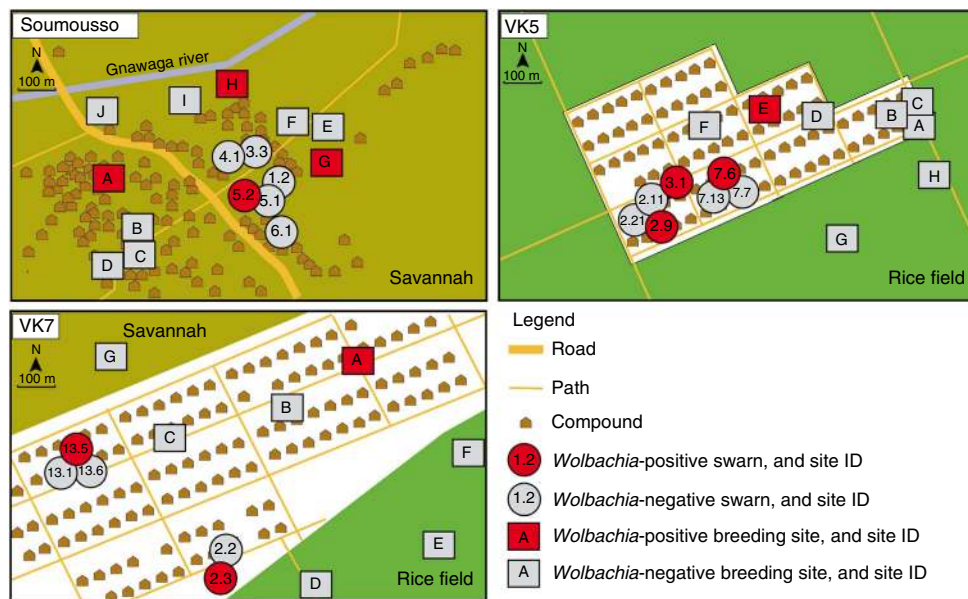 Soumousso
N
100 m
Gnawaga river
H
I
J
F
E
G
4.1
3.3
1.2
5.2
5.1
6.1
A
B
C
D
Savannah
VK5
N
100 m
E
F
D
B
C
A
H
G
3.1
7.6
2.11
7.13
7.7
2.21
2.9
Rice field
VK7
Savannah
N
100 m
G
A
B
C
F
E
D
13.5
13.1
13.6
2.2
2.3
Rice field
Legend
Road
Path
Compound
1.2 Wolbachia-positive swarn, and site ID
1.2 Wolbachia-negative swarn, and site ID
A Wolbachia-positive breeding site, and site ID
A Wolbachia-negative breeding site, and site ID